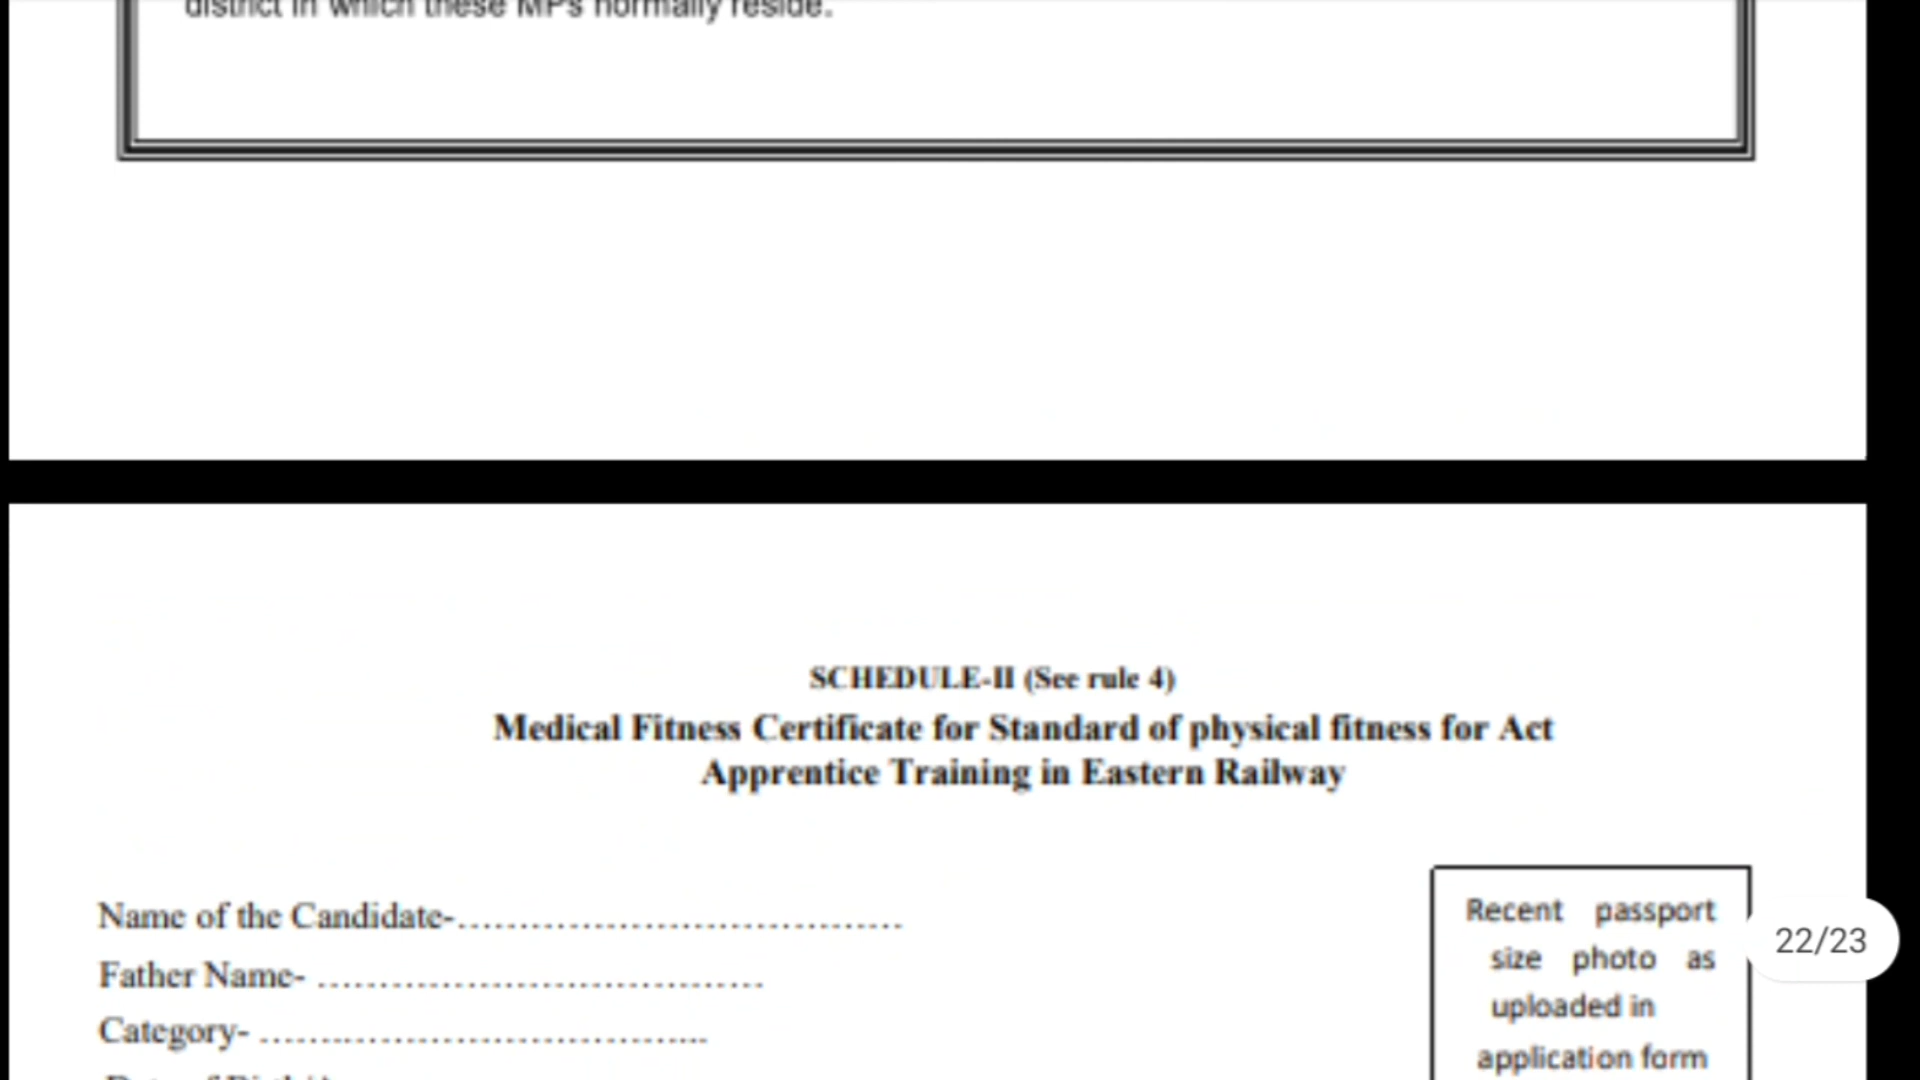 district in which these MPs normally reside.
SCHEDULE-II (See rule 4)
Medical Fitness Certificate for Standard of physical fitness for Act
Apprentice Training in Eastern Railway
Name of the Candidate-....................................
Father Name- ....................................
Category- ....................................
Recent passport
size photo as
uploaded in
application form
22/23